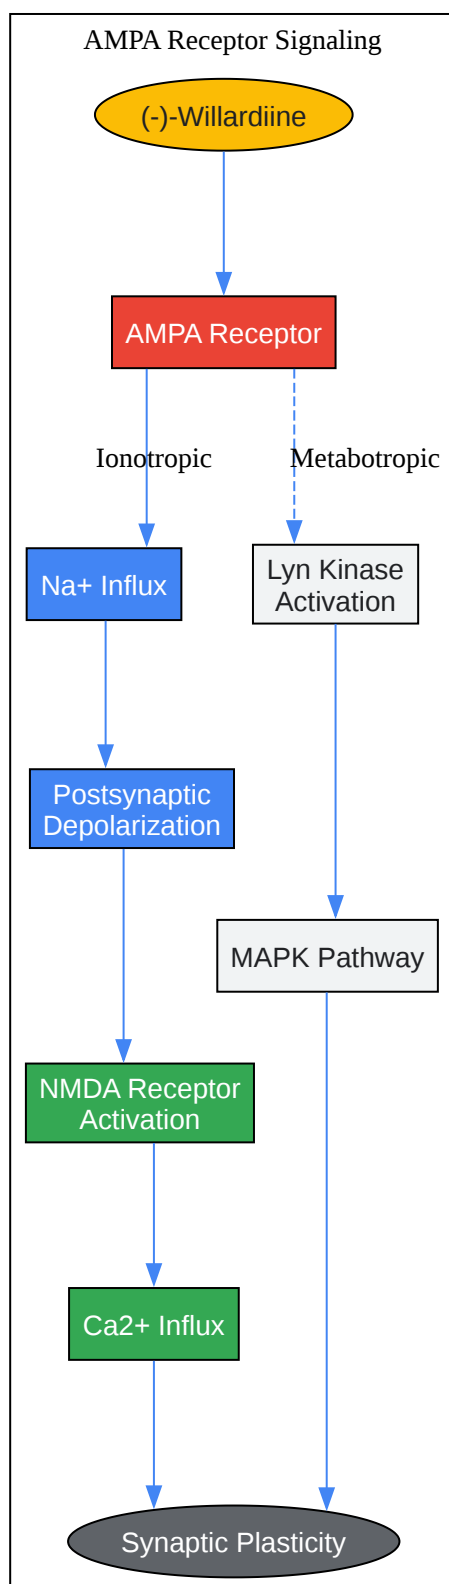 AMPA Receptor Signaling
(-)-Willardiine
AMPA Receptor
Ionotropic
Metabotropic
Na+ Influx
Lyn Kinase
Activation
Postsynaptic
Depolarization
MAPK Pathway
NMDA Receptor
Activation
Ca2+ Influx
Synaptic Plasticity